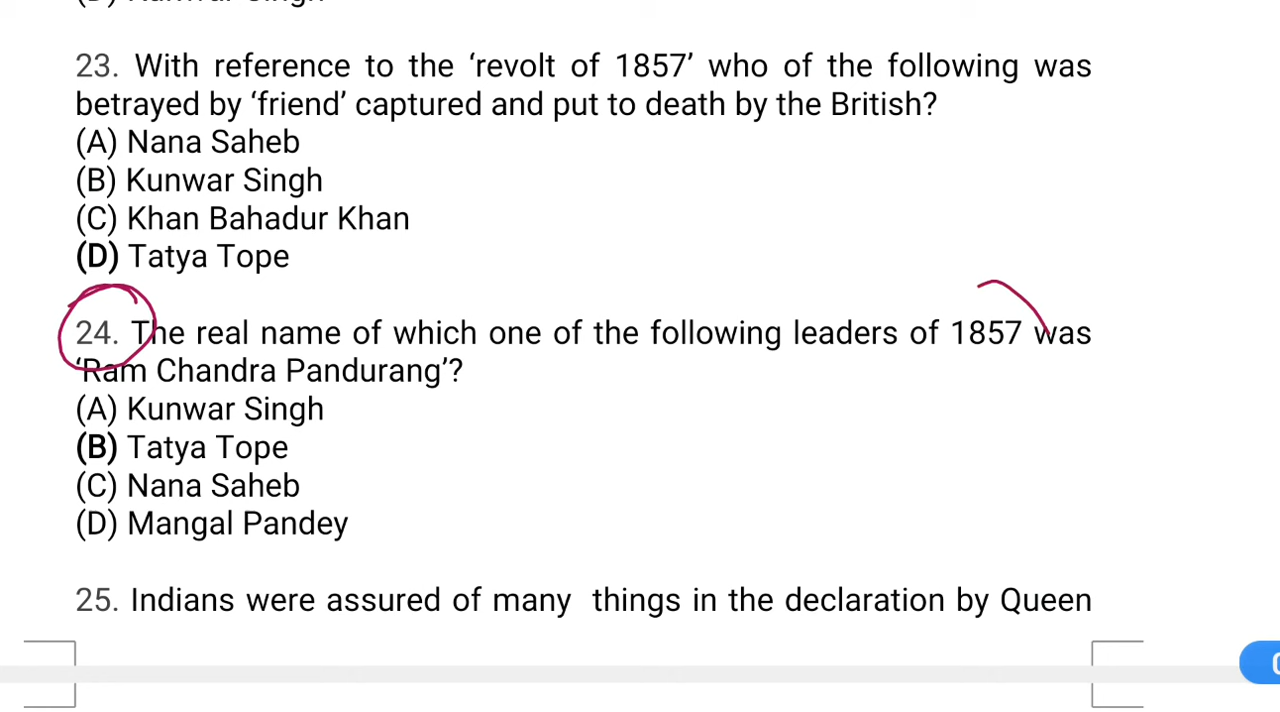 23. With reference to the ‘revolt of 1857’ who of the following was
betrayed by ‘friend’ captured and put to death by the British?
(A) Nana Saheb
(B) Kunwar Singh
(C) Khan Bahadur Khan
(D) Tatya Tope
24. The real name of which one of the following leaders of 1857 was
‘Ram Chandra Pandurang’?
(A) Kunwar Singh
(B) Tatya Tope
(C) Nana Saheb
(D) Mangal Pandey
25. Indians were assured of many things in the declaration by Queen